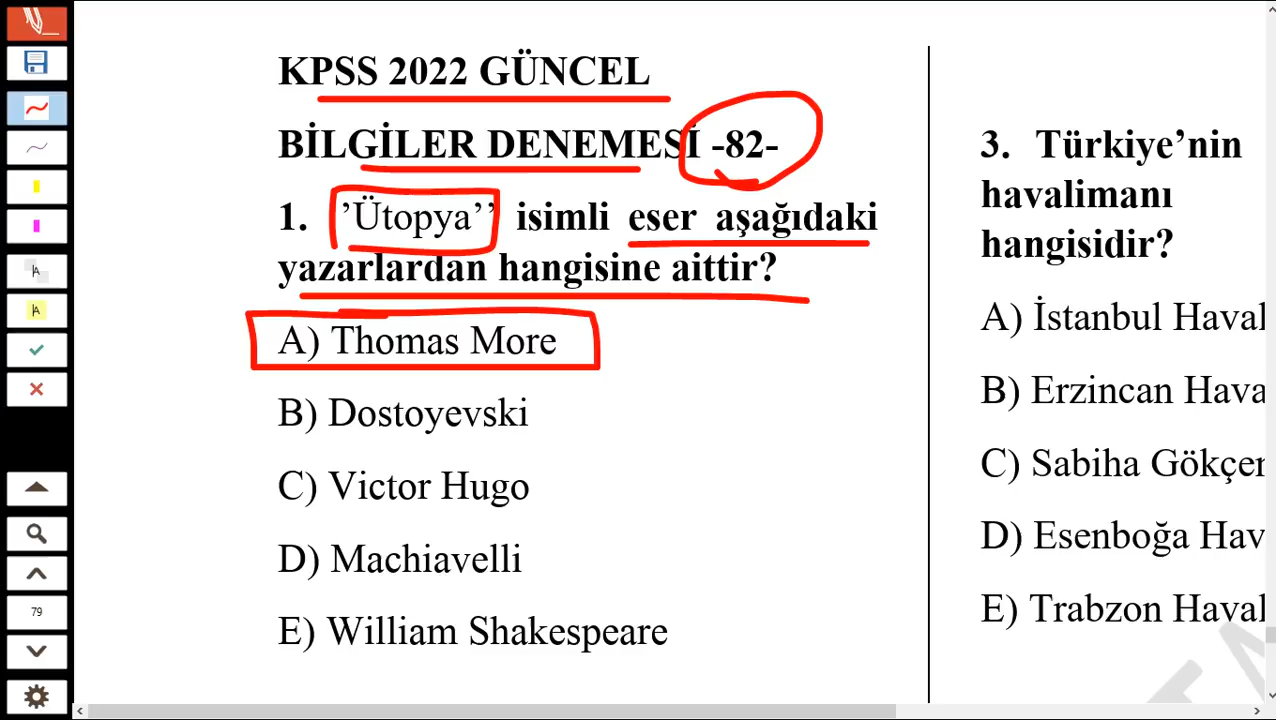 KPSS 2022 GÜNCEL
BİLGİLER DENEMESİ -82-
1. ’Ütopya’’ isimli eser aşağıdaki
yazarlardan hangisine aittir?
A) Thomas More
B) Dostoyevski
C) Victor Hugo
D) Machiavelli
E) William Shakespeare
3. Türkiye’nin
havalimanı
hangisidir?
A) İstanbul Haval
B) Erzincan Hava
C) Sabiha Gökçen
D) Esenboğa Hav
E) Trabzon Haval
79